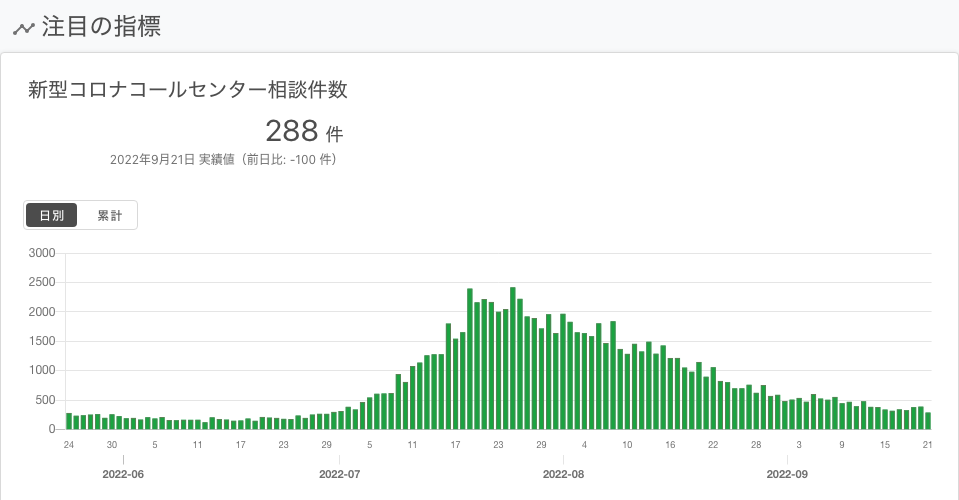 注目の指標
新型コロナコールセンター相談件数
288 件
2022年9月21日 実績値（前日比: -100 件）
日別 累計
3000
2500
2000
1500
1000
500
0
24 30 5 11 17 23 29 5 11 17 23 29 4 10 16 22 28 3 9 15 21
2022-06 2022-07 2022-08 2022-09